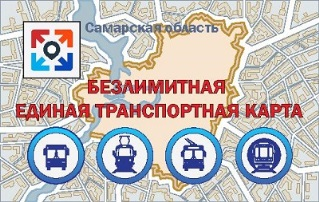 Самарская область
БЕЗЛИМИТНАЯ
ЕДИНАЯ ТРАНСПОРТНАЯ КАРТА